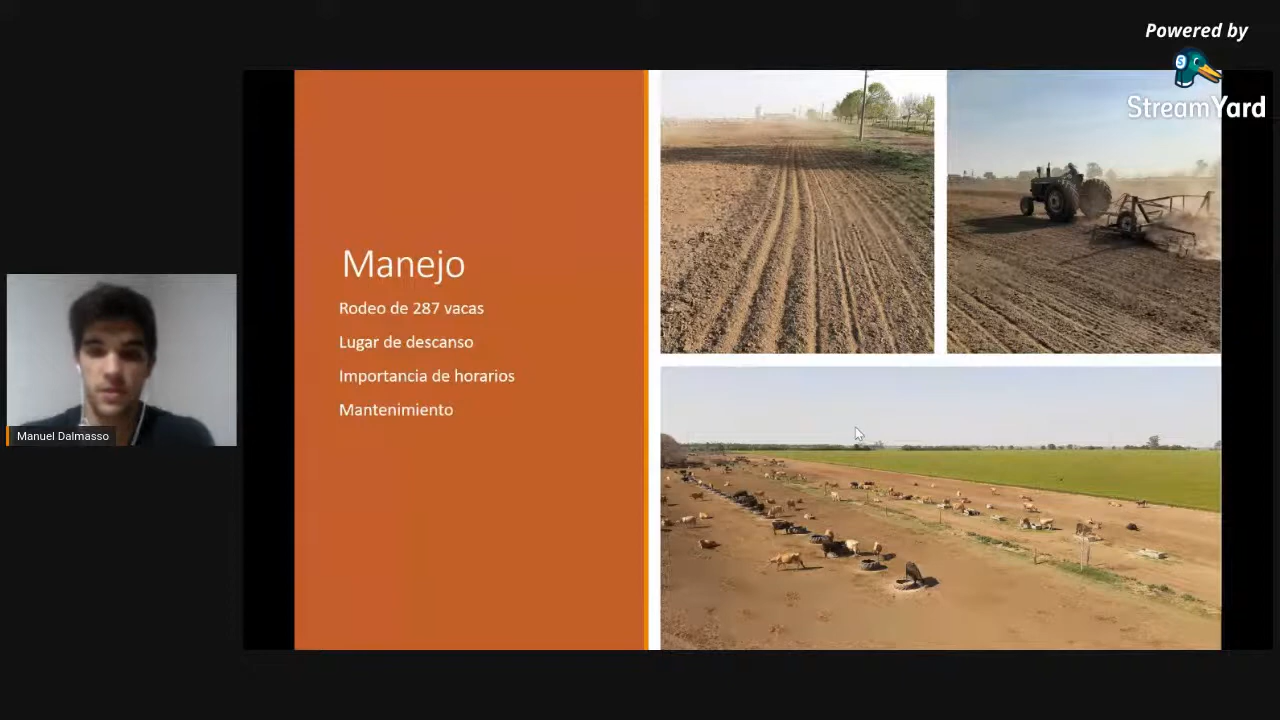 Powered by
StreamYard
Manejo
Rodeo de 287 vacas
Lugar de descanso
Importancia de horarios
Mantenimiento
Manuel Dalmasso